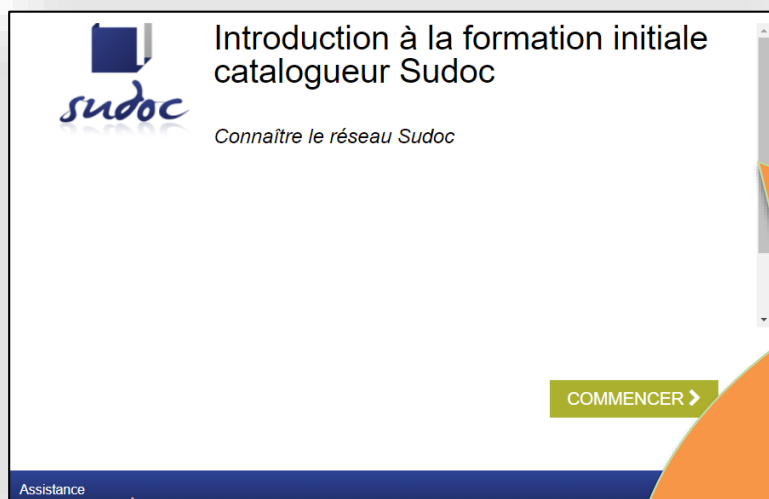 Introduction à la formation initiale
catalogueur Sudoc
sudoc
Connaître le réseau Sudoc
COMMENCER
Assistance